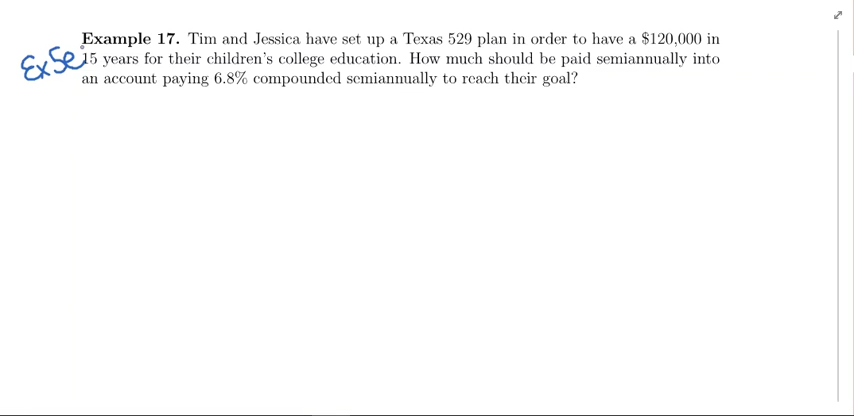 Example 17. Tim and Jessica have set up a Texas 529 plan in order to have a $120,000 in
Ex5e 15 years for their children's college education. How much should be paid semiannually into
an account paying 6.8% compounded semiannually to reach their goal?